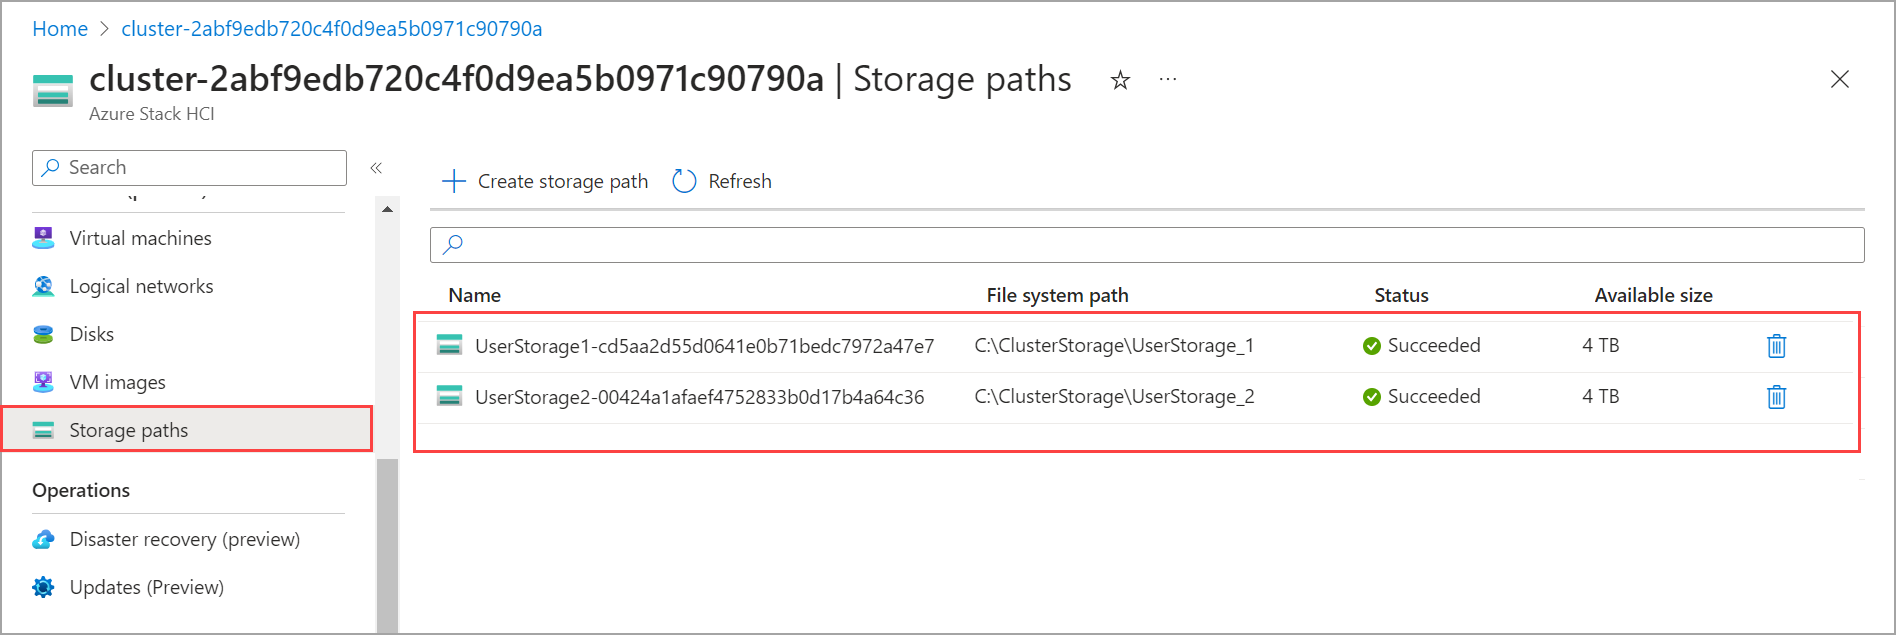 Home > cluster-2abf9edb720c4f0d9ea5b0971c90790a
cluster-2abf9edb720c4f0d9ea5b0971c90790a | Storage paths
Azure Stack HCI
Search
Virtual machines
Logical networks
Disks
VM images
Storage paths
Operations
Disaster recovery (preview)
Updates (Preview)
Create storage path Refresh
Name File system path Status Available size
UserStorage1-cd5aa2d55d0641e0b71bedc7972a47e7 C:\ClusterStorage\UserStorage_1 Succeeded 4 TB
UserStorage2-00424a1afaef4752833b0d17b4a64c36 C:\ClusterStorage\UserStorage_2 Succeeded 4 TB